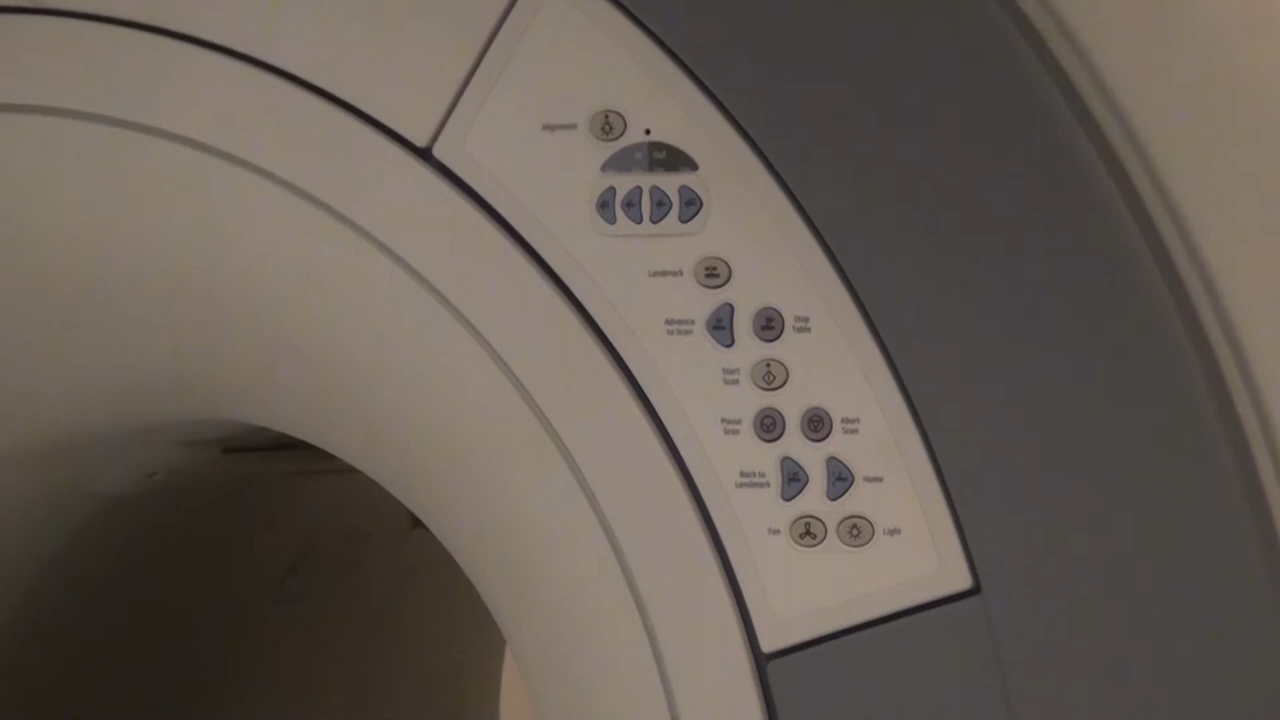 Alignment
Out
Landmark
Advance
to Scan
Stop
Table
Start
Scan
Pause
Scan
Abort
Scan
Back to
Landmark
Home
Fan
Light